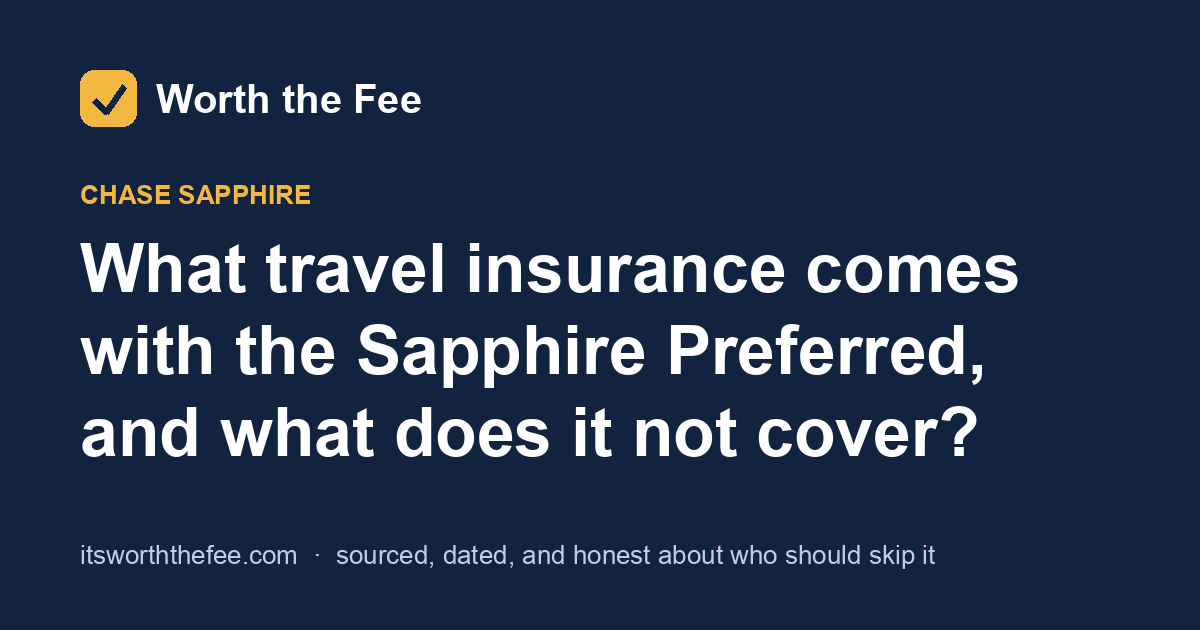 Worth the Fee
CHASE SAPPHIRE
What travel insurance comes
with the Sapphire Preferred,
and what does it not cover?
itsworththefee.com · sourced, dated, and honest about who should skip it